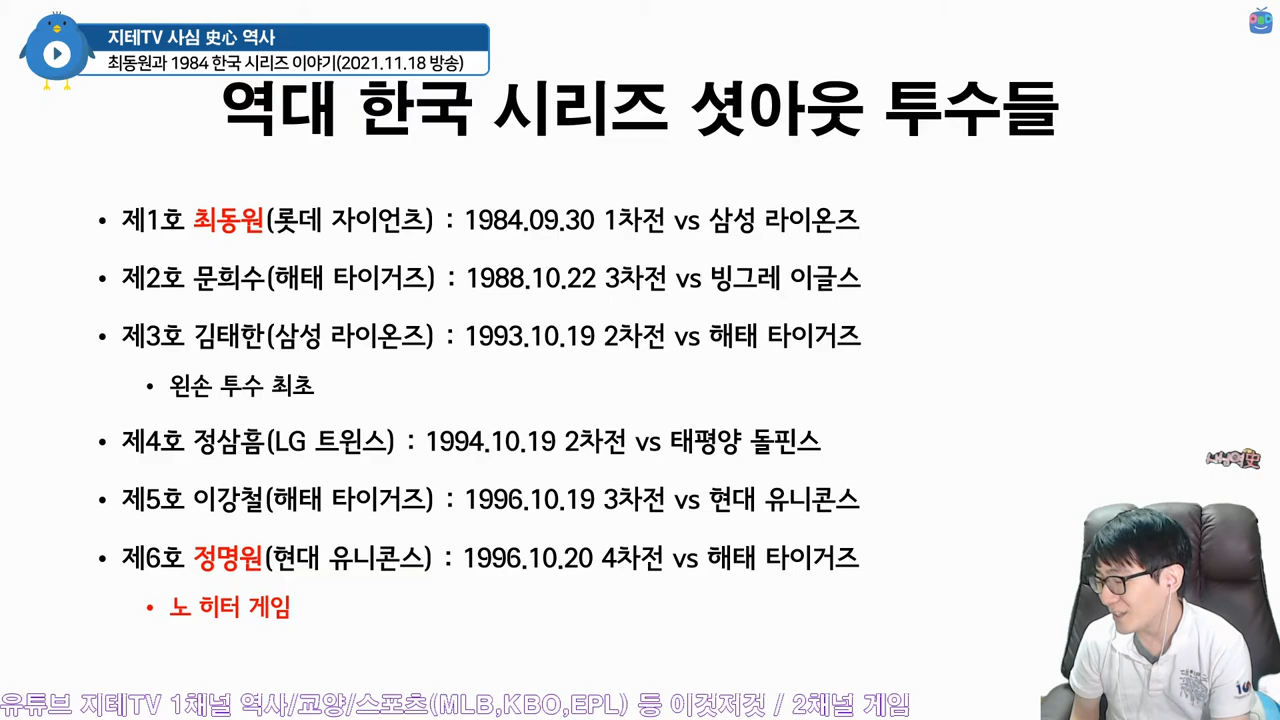 지테TV 사심 史心 역사
최동원과 1984 한국 시리즈 이야기(2021.11.18 방송)
역대 한국 시리즈 셧아웃 투수들
• 제1호 최동원(롯데 자이언츠) : 1984.09.30 1차전 vs 삼성 라이온즈
• 제2호 문희수(해태 타이거즈) : 1988.10.22 3차전 vs 빙그레 이글스
• 제3호 김태한(삼성 라이온즈) : 1993.10.19 2차전 vs 해태 타이거즈
• 왼손 투수 최초
• 제4호 정삼흠(LG 트윈스) : 1994.10.19 2차전 vs 태평양 돌핀스
• 제5호 이강철(해태 타이거즈) : 1996.10.19 3차전 vs 현대 유니콘스
• 제6호 정명원(현대 유니콘스) : 1996.10.20 4차전 vs 해태 타이거즈
• 노 히터 게임
사심역史
유튜브 지테TV 1채널 역사/교양/스포츠(MLB,KBO,EPL) 등 이것저것 / 2채널 게임